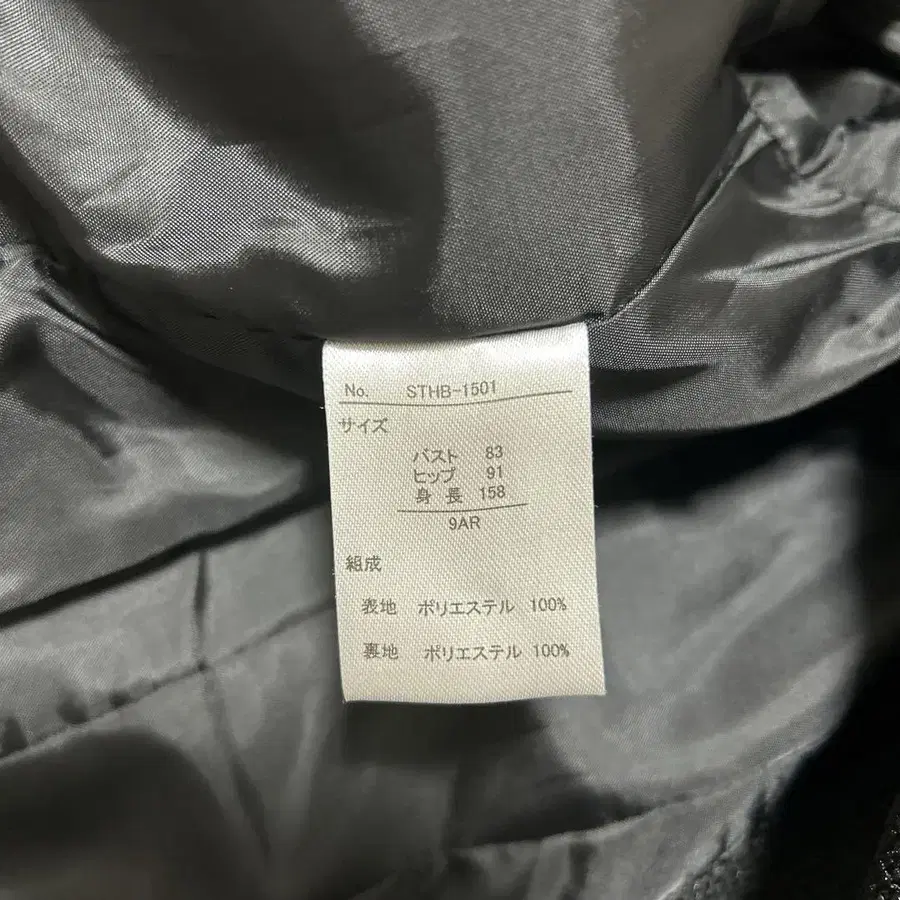 No. STHB-1501
サイズ
バスト 83
ヒップ 91
身長 158
9AR
組成
表地 ポリエステル 100%
裏地 ポリエステル 100%